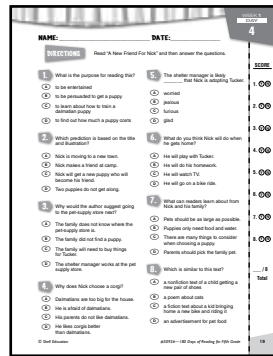 WEEK 5
DAY
4
NAME: DATE:
DIRECTIONS Read "A New Friend For Nick" and then answer the questions.
SCORE
1. What is the purpose for reading this?
A to be entertained
B to be persuaded to get a puppy
C to learn about how to train a
dalmatian puppy
D to find out how much a puppy costs
2. Which prediction is based on the title
and illustration?
A Nick is moving to a new town.
B Nick makes a friend at camp.
C Nick will get a new puppy who will
become his friend.
D Two puppies do not get along.
3. Why would the author suggest going
to the pet-supply store next?
A The family does not know where the
pet-supply store is.
B The family did not find a puppy.
C The family will need to buy things
for Tucker.
D The shelter manager works at the pet
supply store.
4. Why does Nick choose a corgi?
A Dalmatians are too big for the house.
B He is afraid of dalmatians.
C His parents do not like dalmatians.
D He likes corgis better
than dalmatians.
5. The shelter manager is likely
that Nick is adopting Tucker.
A worried
B jealous
C furious
D glad
6. What do you think Nick will do when
he gets home?
A He will play with Tucker.
B He will do his homework.
C He will watch TV.
D He will go on a bike ride.
7. What can readers learn about from
Nick and his family?
A Pets should be as large as possible.
B Puppies only need food and water.
C There are many things to consider
when choosing a puppy.
D Parents should pick the family pet.
8. Which is similar to this text?
A a nonfiction text of a child getting a
new pair of shoes
B a poem about cats
C a fiction text about a kid bringing
home a new bike and riding it
D an advertisement for pet food
1. Y N
2. Y N
3. Y N
4. Y N
5. Y N
6. Y N
7. Y N
8. Y N
/ 8
Total
© Shell Education
180 Days of Reading for Fifth Grade
19